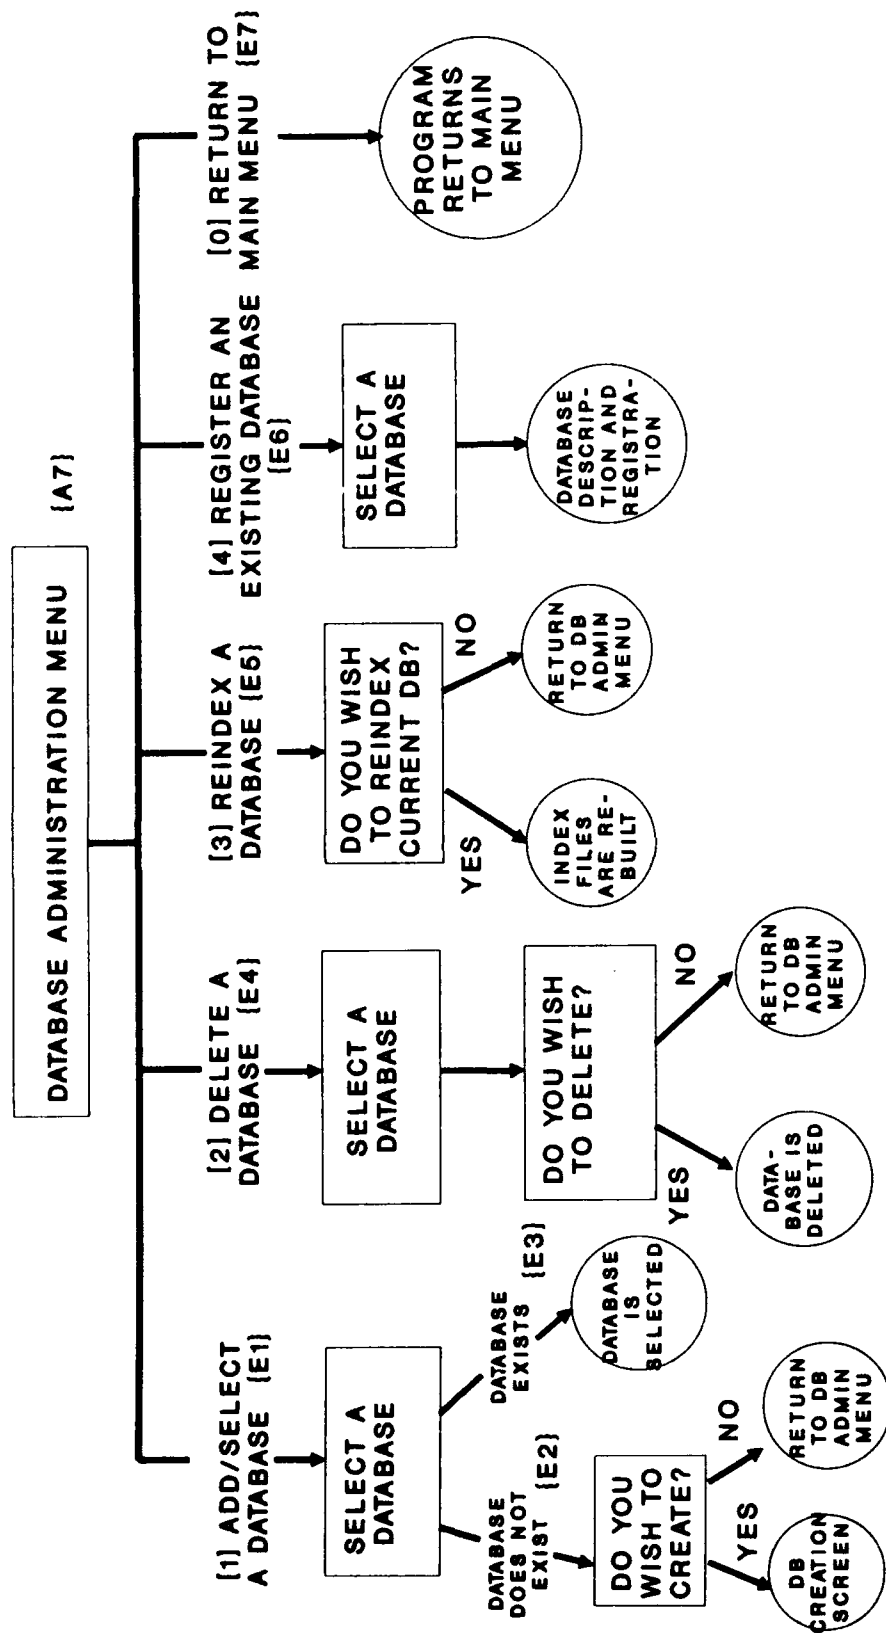 DATABASE ADMINISTRATION MENU
{A7}
[1] ADD/SELECT
A DATABASE {E1}
SELECT A
DATABASE
DATABASE
DOES NOT
EXIST {E2}
DATABASE
EXISTS {E3}
DATABASE
IS
SELECTED
DO YOU
WISH TO
CREATE?
YES
NO
DB
CREATION
SCREEN
RETURN
TO DB
ADMIN
MENU
[2] DELETE A
DATABASE {E4}
SELECT A
DATABASE
DO YOU WISH
TO DELETE?
YES
NO
DATA-
BASE IS
DELETED
RETURN
TO DB
ADMIN
MENU
[3] REINDEX A
DATABASE {E5}
DO YOU WISH
TO REINDEX
CURRENT DB?
YES
NO
INDEX
FILES
ARE RE-
BUILT
RETURN
TO DB
ADMIN
MENU
[4] REGISTER AN
EXISTING DATABASE
{E6}
SELECT A
DATABASE
DATABASE
DESCRIP-
TION AND
REGISTRA-
TION
[0] RETURN TO
MAIN MENU {E7}
PROGRAM
RETURNS
TO MAIN
MENU